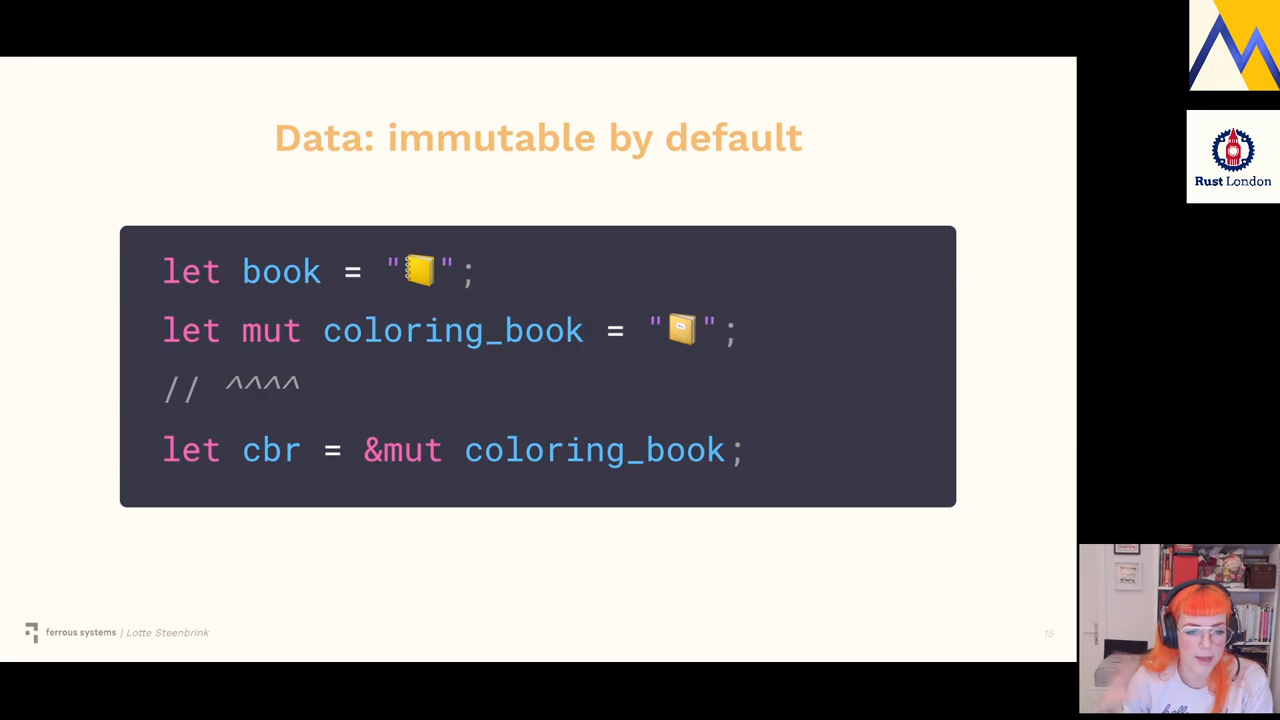 Data: immutable by default
let book = "📒";
let mut coloring_book = "📔";
// ^^^^
let cbr = &mut coloring_book;
ferrous systems | Lotte Steenbrink
15
Rust London